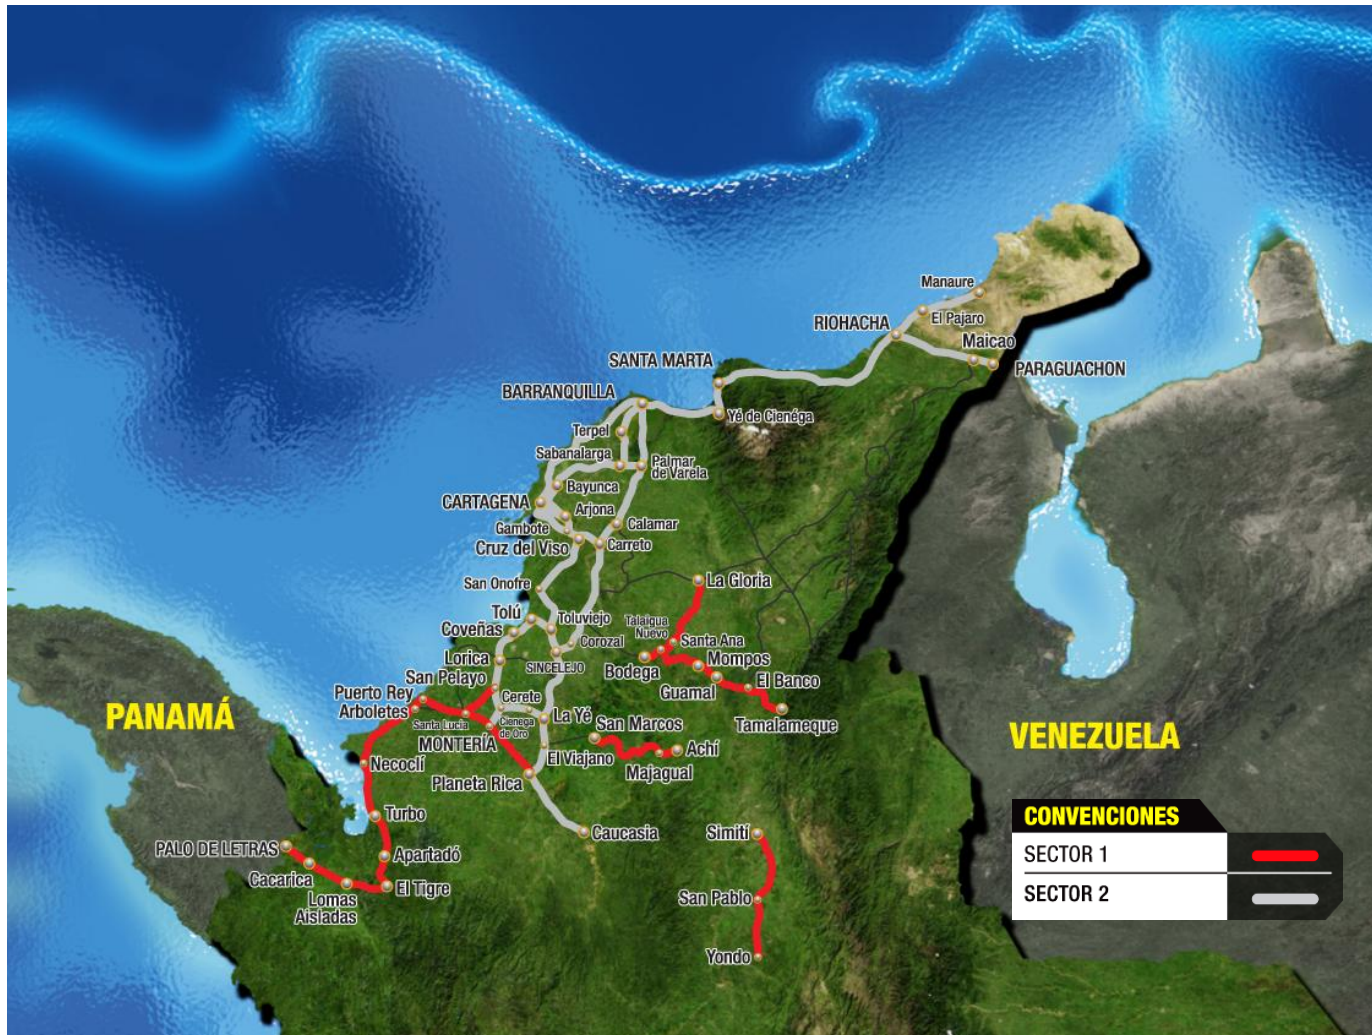 Manaure
El Pajaro
RIOHACHA
Maicao
SANTA MARTA
PARAGUACHON
BARRANQUILLA
Yé de Cienéga
Terpel
Sabanalarga
Palmar
de Varela
Bayunca
CARTAGENA
Arjona
Gambote
Calamar
Cruz del Viso
Carreto
San Onofre
La Gloria
Tolú
Toluviejo
Talaigua
Nuevo
Coveñas
Corozal
Santa Ana
Lorica
SINCELEJO
Bodega
Mompos
San Pelayo
Guamal
El Banco
Puerto Rey
Cerete
Arboletes
Santa Lucia
Cienega
de Oro
La Yé
San Marcos
Tamalameque
PANAMÁ
VENEZUELA
MONTERÍA
El Viajano
Achí
Necoclí
Majagual
Planeta Rica
Turbo
Caucasia
Simití
PALO DE LETRAS
Apartadó
Cacarica
El Tigre
Lomas
Aisladas
San Pablo
Yondo
CONVENCIONES
SECTOR 1
SECTOR 2